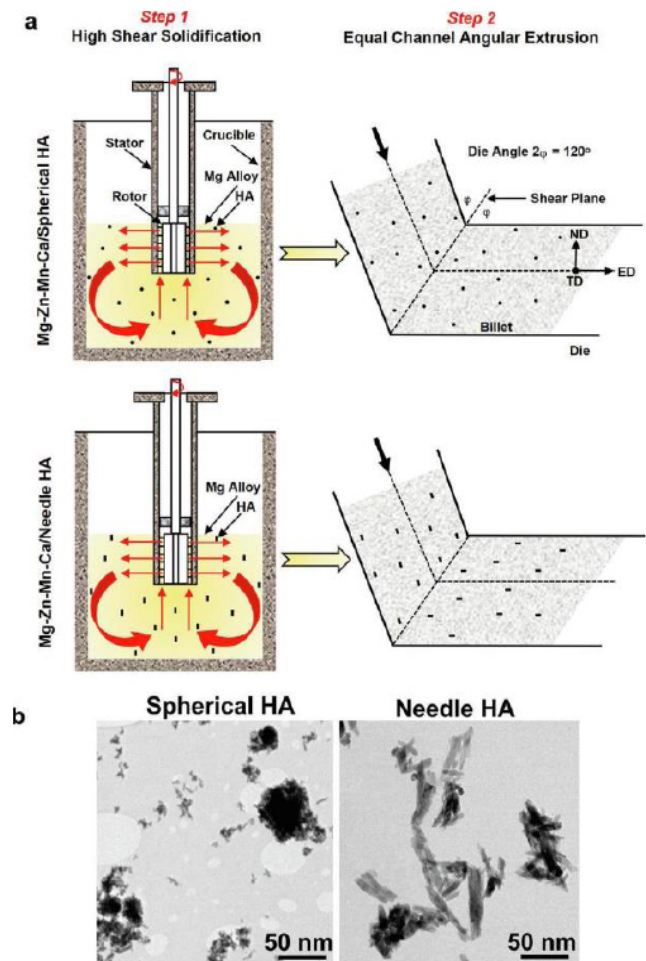 a
Step 1
High Shear Solidification
Step 2
Equal Channel Angular Extrusion
Mg-Zn-Mn-Ca/Spherical HA
Stator
Rotor
Crucible
Mg Alloy
HA
Die Angle 2φ = 120°
φ
φ
Shear Plane
ND
TD
ED
Billet
Die
Mg-Zn-Mn-Ca/Needle HA
Mg Alloy
HA
b
Spherical HA
Needle HA
50 nm
50 nm